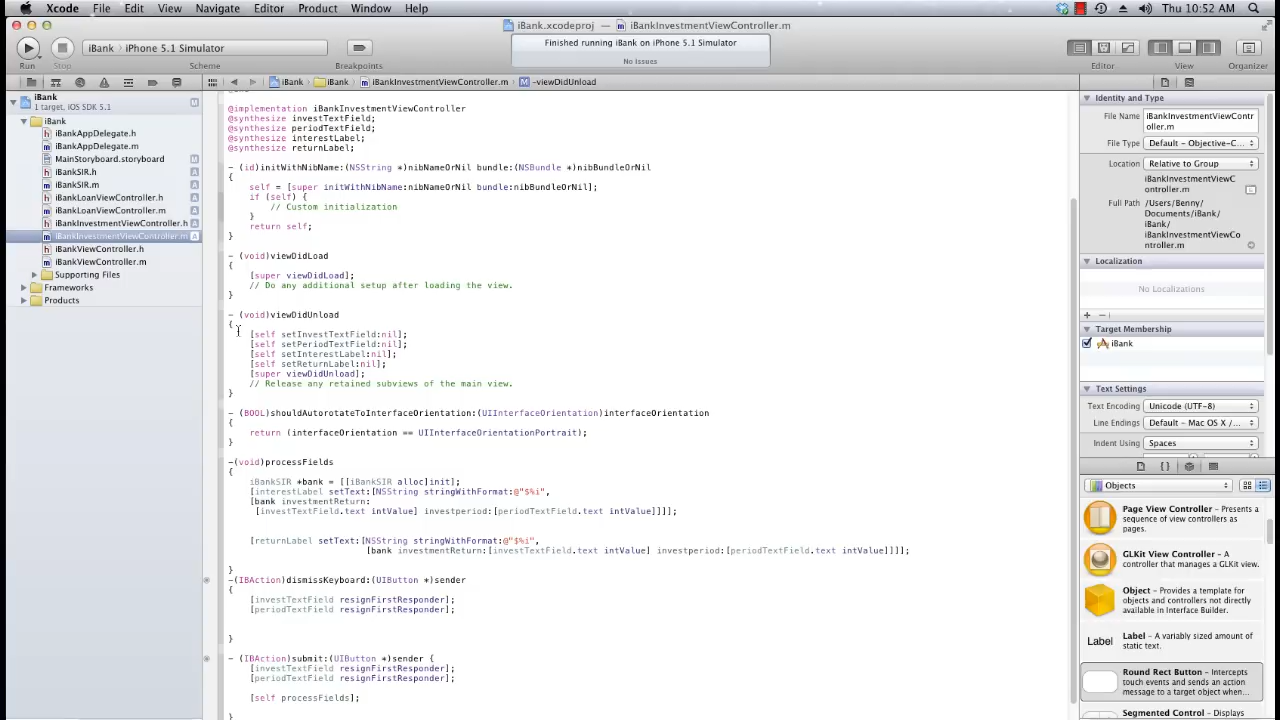 Xcode File Edit View Navigate Editor Product Window Help Thu 10:52 AM
iBank.xcodeproj — iBankInvestmentViewController.m
iBank iPhone 5.1 Simulator
Finished running iBank on iPhone 5.1 Simulator
No Issues
Run Stop Scheme Breakpoints Editor View Organizer
iBank iBank iBankInvestmentViewController.m -viewDidUnload
iBank
1 target, iOS SDK 5.1
iBank
iBankAppDelegate.h
iBankAppDelegate.m
MainStoryboard.storyboard
iBankSIR.h
iBankSIR.m
iBankLoanViewController.h
iBankLoanViewController.m
iBankInvestmentViewController.h
iBankInvestmentViewController.m
iBankViewController.h
iBankViewController.m
Supporting Files
Frameworks
Products
@implementation iBankInvestmentViewController
@synthesize investTextField;
@synthesize periodTextField;
@synthesize interestLabel;
@synthesize returnLabel;
- (id)initWithNibName:(NSString *)nibNameOrNil bundle:(NSBundle *)nibBundleOrNil
{
self = [super initWithNibName:nibNameOrNil bundle:nibBundleOrNil];
if (self) {
// Custom initialization
}
return self;
}
- (void)viewDidLoad
{
[super viewDidLoad];
// Do any additional setup after loading the view.
}
- (void)viewDidUnload
{
[self setInvestTextField:nil];
[self setPeriodTextField:nil];
[self setInterestLabel:nil];
[self setReturnLabel:nil];
[super viewDidUnload];
// Release any retained subviews of the main view.
}
- (BOOL)shouldAutorotateToInterfaceOrientation:(UIInterfaceOrientation)interfaceOrientation
{
return (interfaceOrientation == UIInterfaceOrientationPortrait);
}
-(void)processFields
{
iBankSIR *bank = [[iBankSIR alloc]init];
[interestLabel setText:[NSString stringWithFormat:@"$%i",
[bank investmentReturn:
[investTextField.text intValue] investperiod:[periodTextField.text intValue]]]];
[returnLabel setText:[NSString stringWithFormat:@"$%i",
[bank investmentReturn:[investTextField.text intValue] investperiod:[periodTextField.text intValue]]]];
}
-(IBAction)dismissKeyboard:(UIButton *)sender
{
[investTextField resignFirstResponder];
[periodTextField resignFirstResponder];
}
- (IBAction)submit:(UIButton *)sender {
[investTextField resignFirstResponder];
[periodTextField resignFirstResponder];
[self processFields];
}
Identity and Type
File Name iBankInvestmentViewContr
oller.m
File Type Default - Objective-C...
Location Relative to Group
iBankInvestmentViewC
ontroller.m
Full Path /Users/Benny/
Documents/iBank/
iBank/
iBankInvestmentViewCo
ntroller.m
Localization
No Localizations
Target Membership
iBank
Text Settings
Text Encoding Unicode (UTF-8)
Line Endings Default - Mac OS X /...
Indent Using Spaces
Objects
Page View Controller - Presents a
sequence of view controllers as
pages.
GLKit View Controller - A
controller that manages a GLKit view.
Object - Provides a template for
objects and controllers not directly
available in Interface Builder.
Label Label - A variably sized amount of
static text.
Round Rect Button - Intercepts
touch events and sends an action
message to a target object when...
Segmented Control - Displays